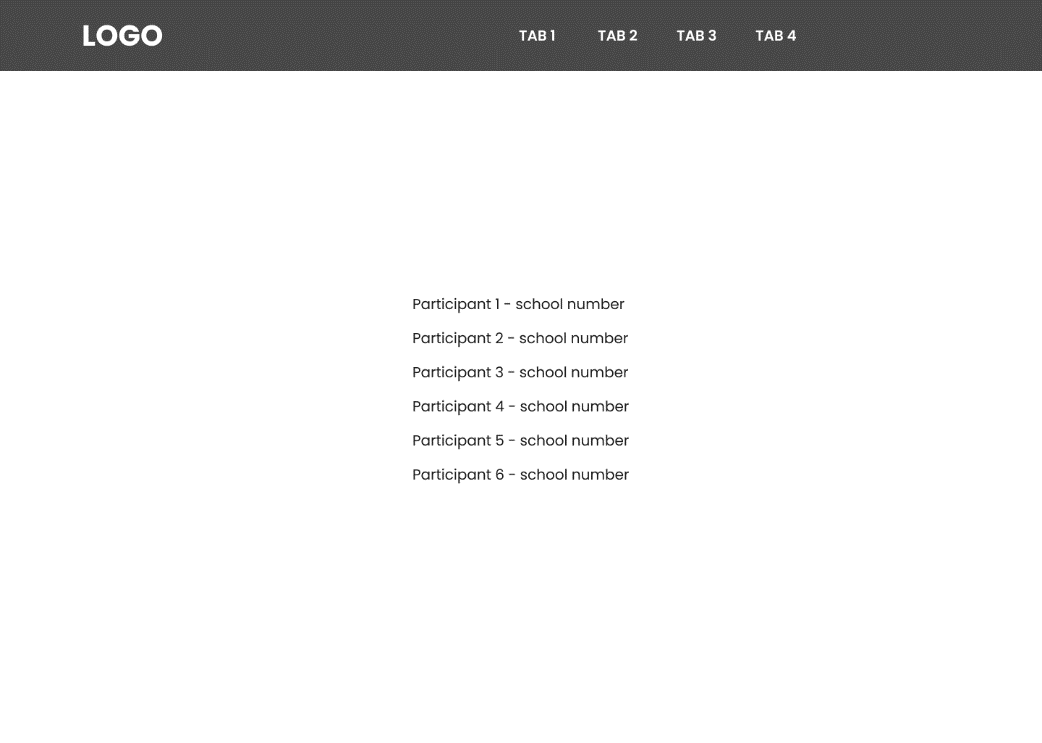 LOGO TAB 1 TAB 2 TAB 3 TAB 4
Participant 1 - school number
Participant 2 - school number
Participant 3 - school number
Participant 4 - school number
Participant 5 - school number
Participant 6 - school number